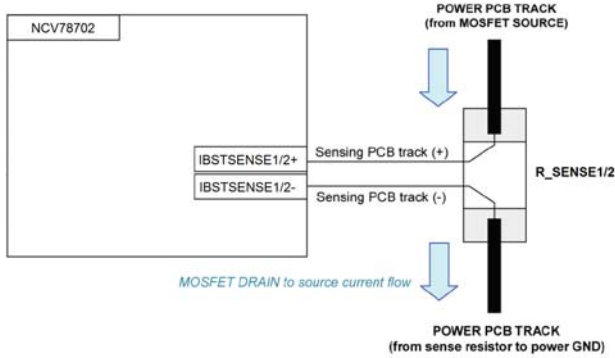 POWER PCB TRACK
(from MOSFET SOURCE)
NCV78702
IBSTSENSE1/2+
Sensing PCB track (+)
R_SENSE1/2
IBSTSENSE1/2-
Sensing PCB track (-)
MOSFET DRAIN to source current flow
POWER PCB TRACK
(from sense resistor to power GND)